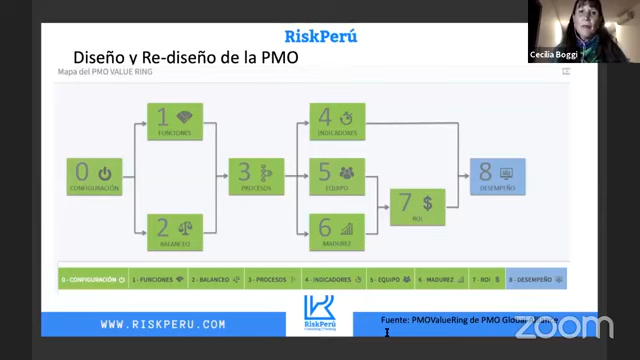 RiskPerú
Diseño y Re-diseño de la PMO
Mapa del PMO VALUE RING
Cecilia Boggi
0 CONFIGURACIÓN
1 FUNCIONES
2 BALANCEO
3 PROCESOS
4 INDICADORES
5 EQUIPO
6 MADUREZ
7 $ ROI
8 DESEMPEÑO
0 - CONFIGURACIÓN
1 - FUNCIONES
2 - BALANCEO
3 - PROCESOS
4 - INDICADORES
5 - EQUIPO
6 - MADUREZ
7 - ROI $
8 - DESEMPEÑO
WWW.RISKPERU.COM
RiskPerú
Fuente: PMOValueRing de PMO Global Alliance
zoom